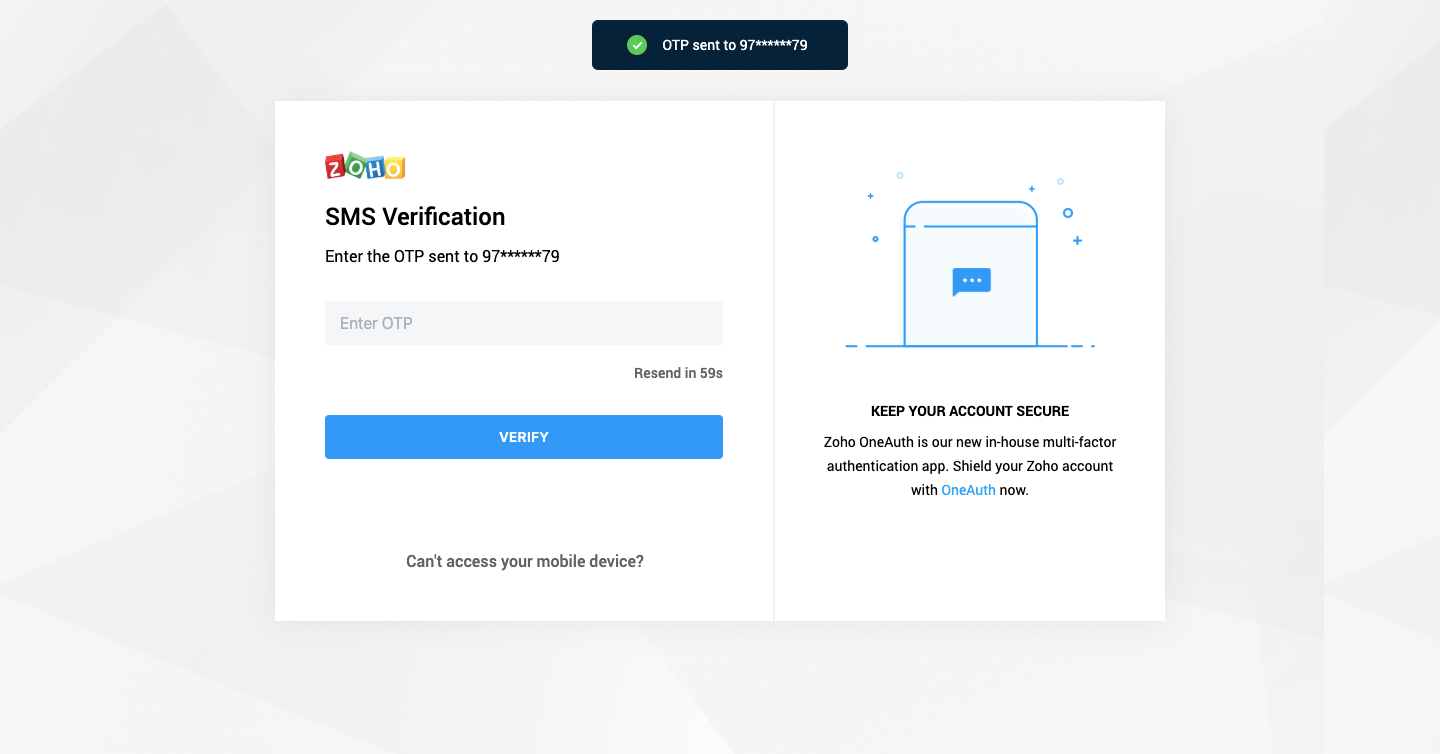 OTP sent to 97******79
ZOHO
SMS Verification
Enter the OTP sent to 97******79
Enter OTP
Resend in 59s
VERIFY
Can't access your mobile device?
KEEP YOUR ACCOUNT SECURE
Zoho OneAuth is our new in-house multi-factor
authentication app. Shield your Zoho account
with OneAuth now.